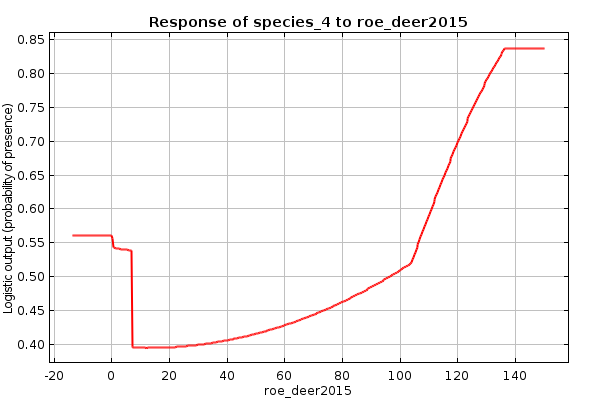 Response of species_4 to roe_deer2015
Logistic output (probability of presence)
0.85
0.80
0.75
0.70
0.65
0.60
0.55
0.50
0.45
0.40
-20 0 20 40 60 80 100 120 140
roe_deer2015